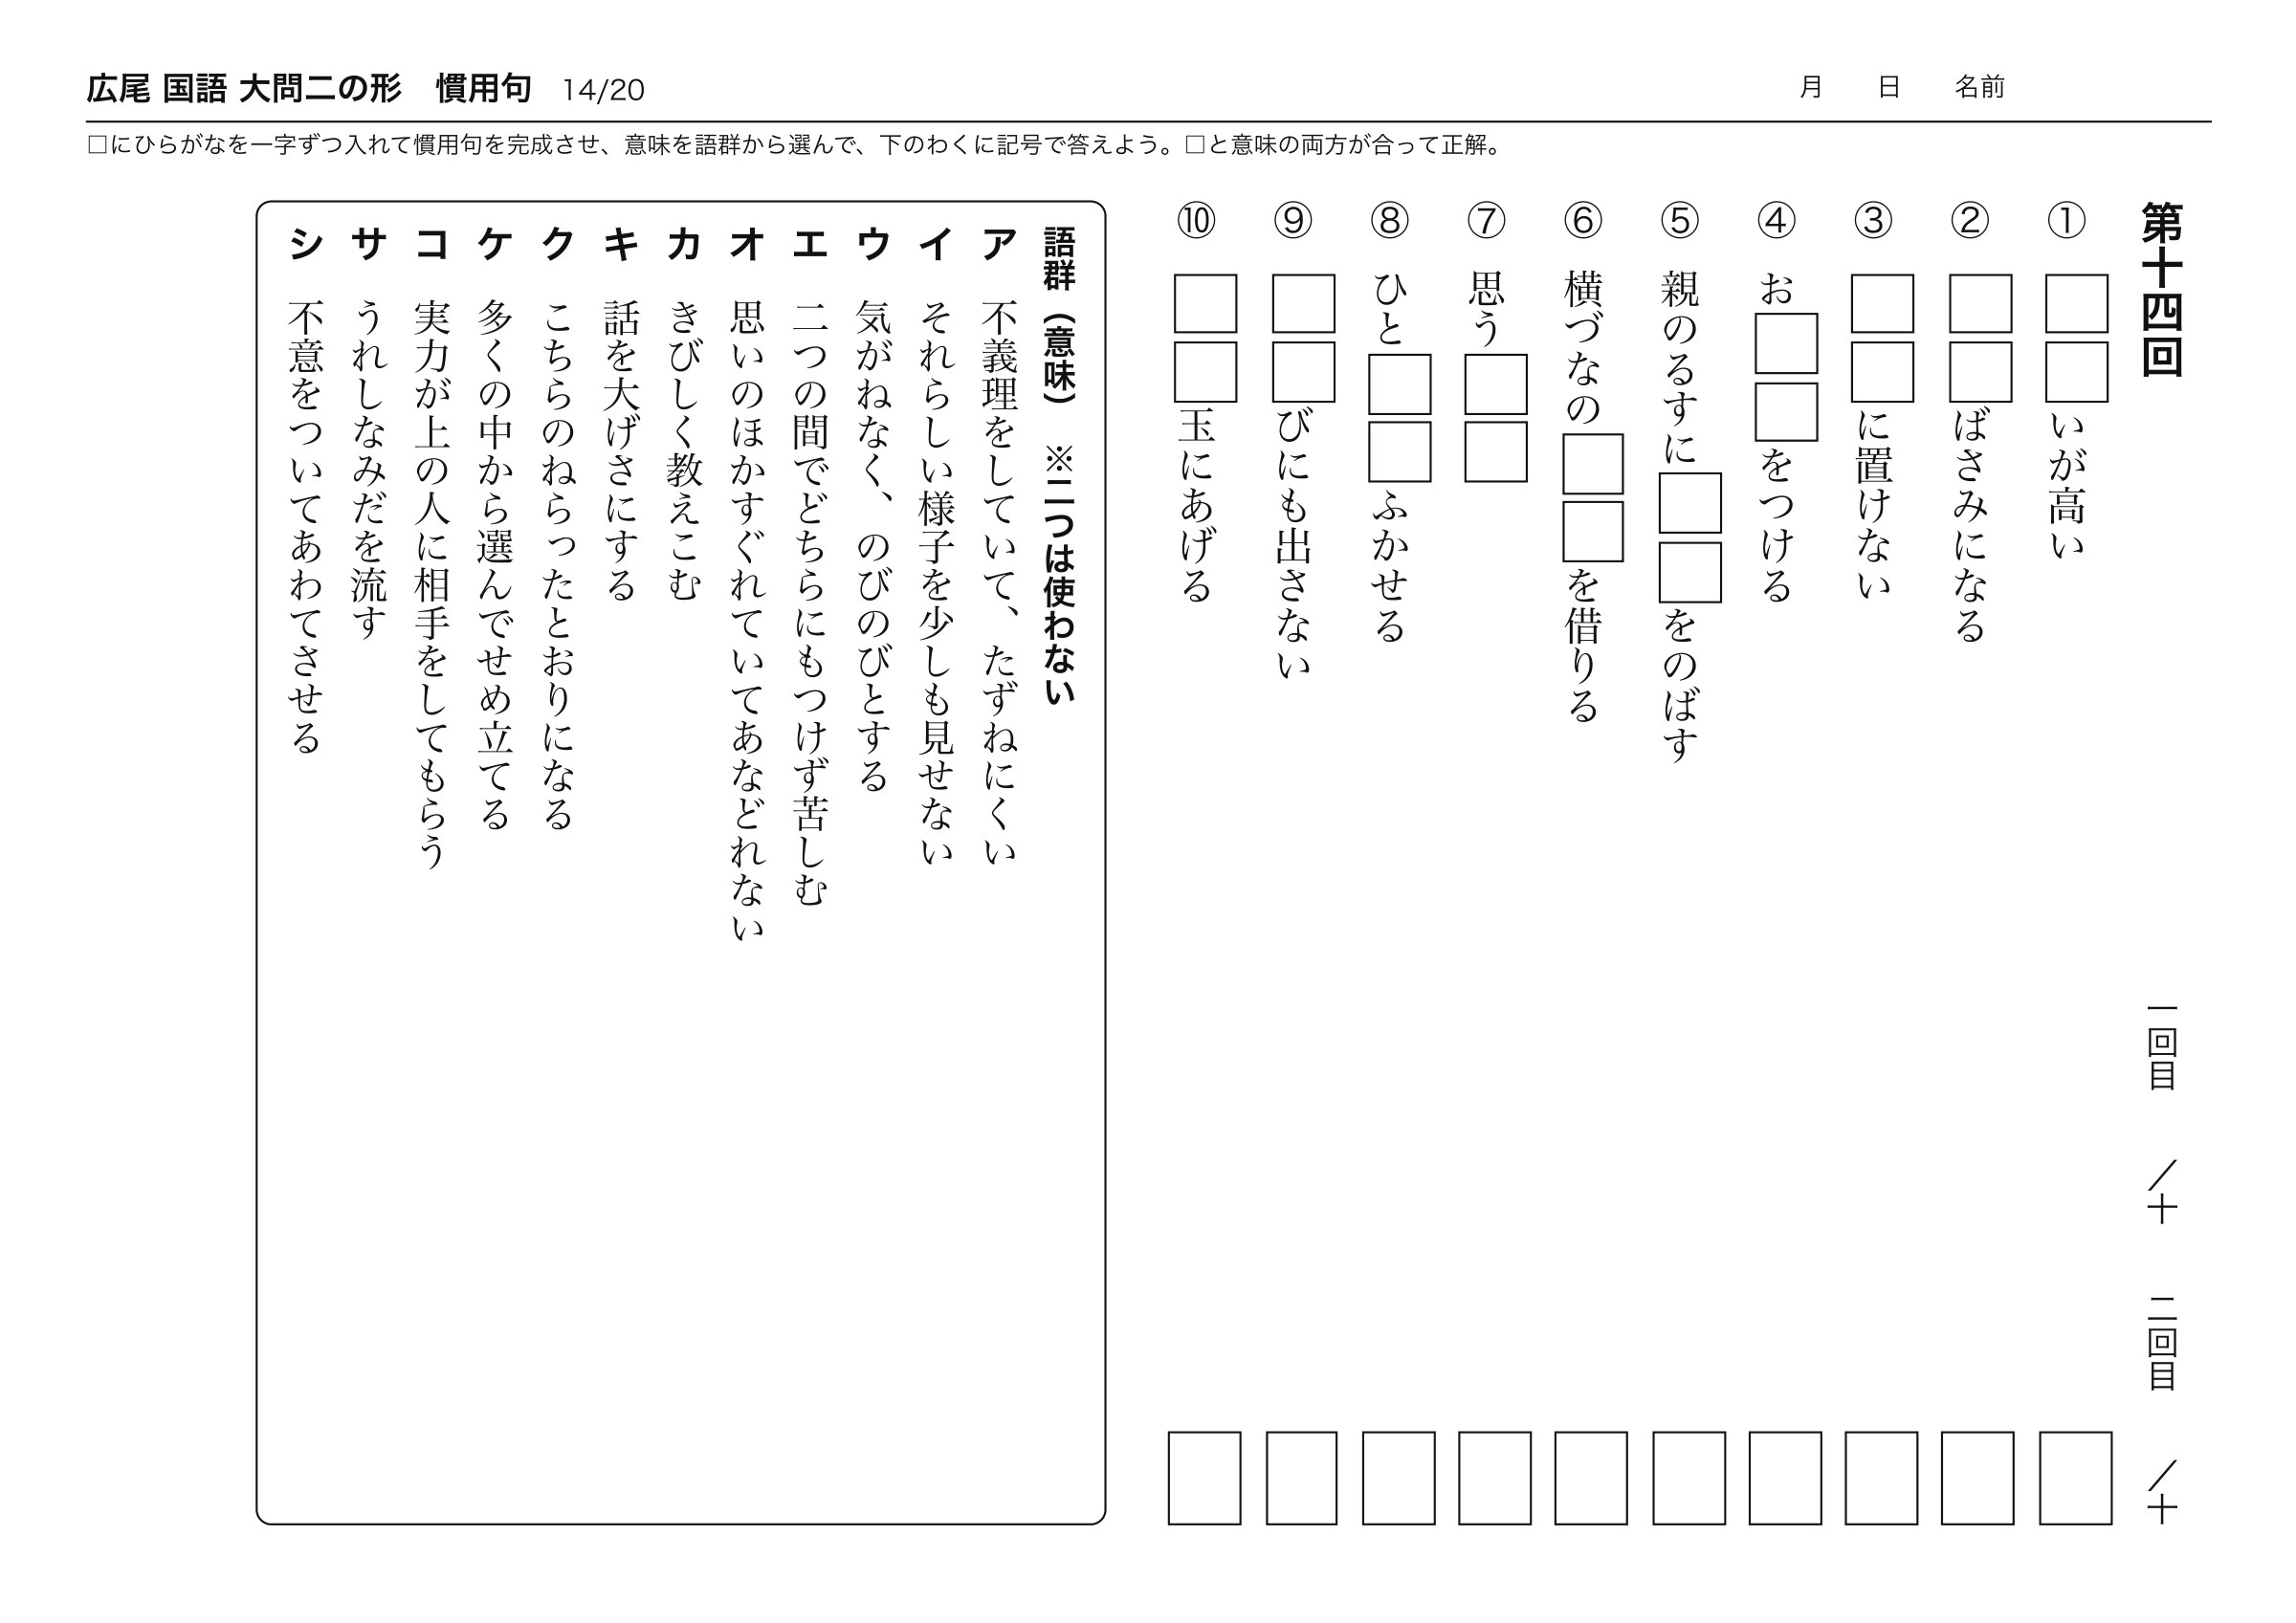 広尾 国語 大問二の形　慣用句　14/20
月　日　名前
□にひらがなを一字ずつ入れて慣用句を完成させ、意味を語群から選んで、下のわくに記号で答えよう。□と意味の両方が合って正解。
第十四回　一回目　／十　二回目　／十
① □□いが高い
② □□ばさみになる
③ □□に置けない
④ お□□をつける
⑤ 親のるすに□□をのばす
⑥ 横づなの□□を借りる
⑦ 思う□□
⑧ ひと□□ふかせる
⑨ □□びにも出さない
⑩ □□玉にあげる
語群（意味）　※二つは使わない
ア　不義理をしていて、たずねにくい
イ　それらしい様子を少しも見せない
ウ　気がねなく、のびのびとする
エ　二つの間でどちらにもつけず苦しむ
オ　思いのほかすぐれていてあなどれない
カ　きびしく教えこむ
キ　話を大げさにする
ク　こちらのねらったとおりになる
ケ　多くの中から選んでせめ立てる
コ　実力が上の人に相手をしてもらう
サ　うれしなみだを流す
シ　不意をついてあわてさせる